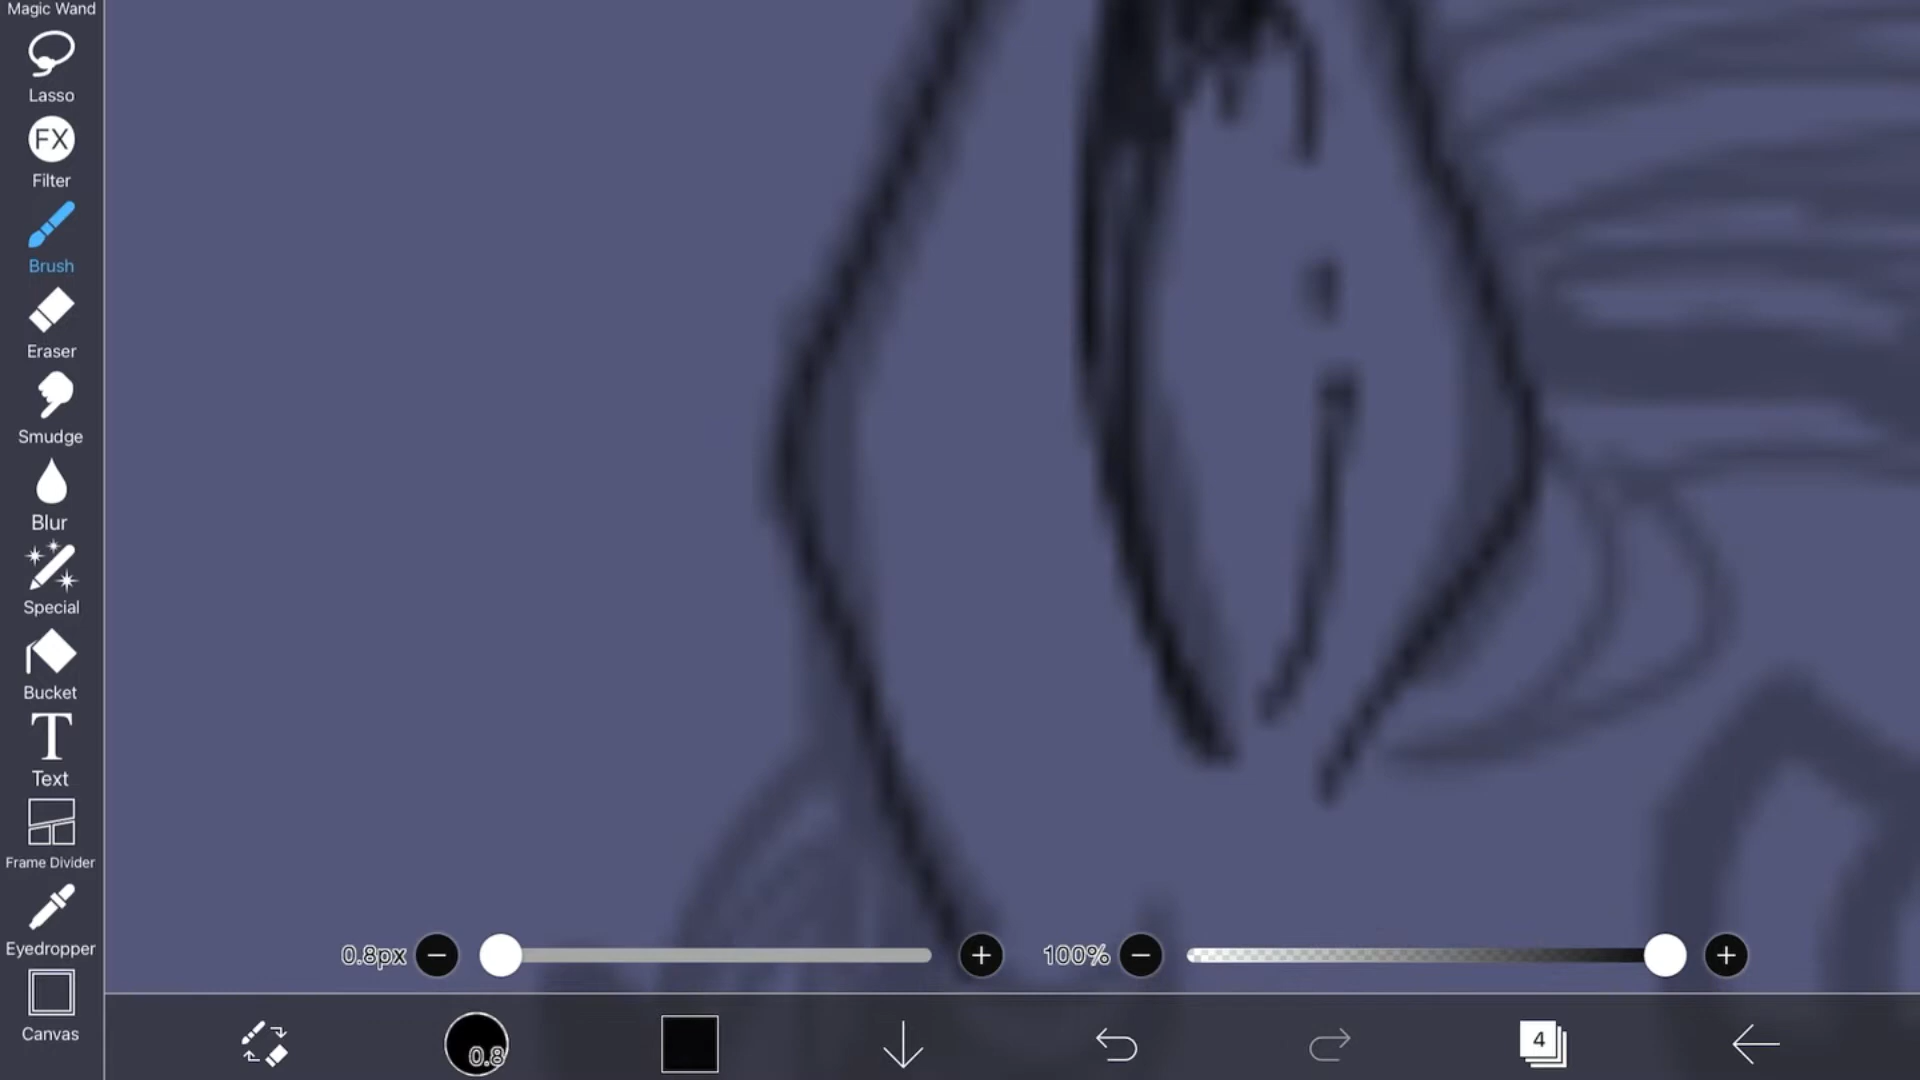 Magic Wand
Lasso
FX
Filter
Brush
Eraser
Smudge
Blur
Special
Bucket
T
Text
Frame Divider
Eyedropper
Canvas
0.8px
100%
0.8
4